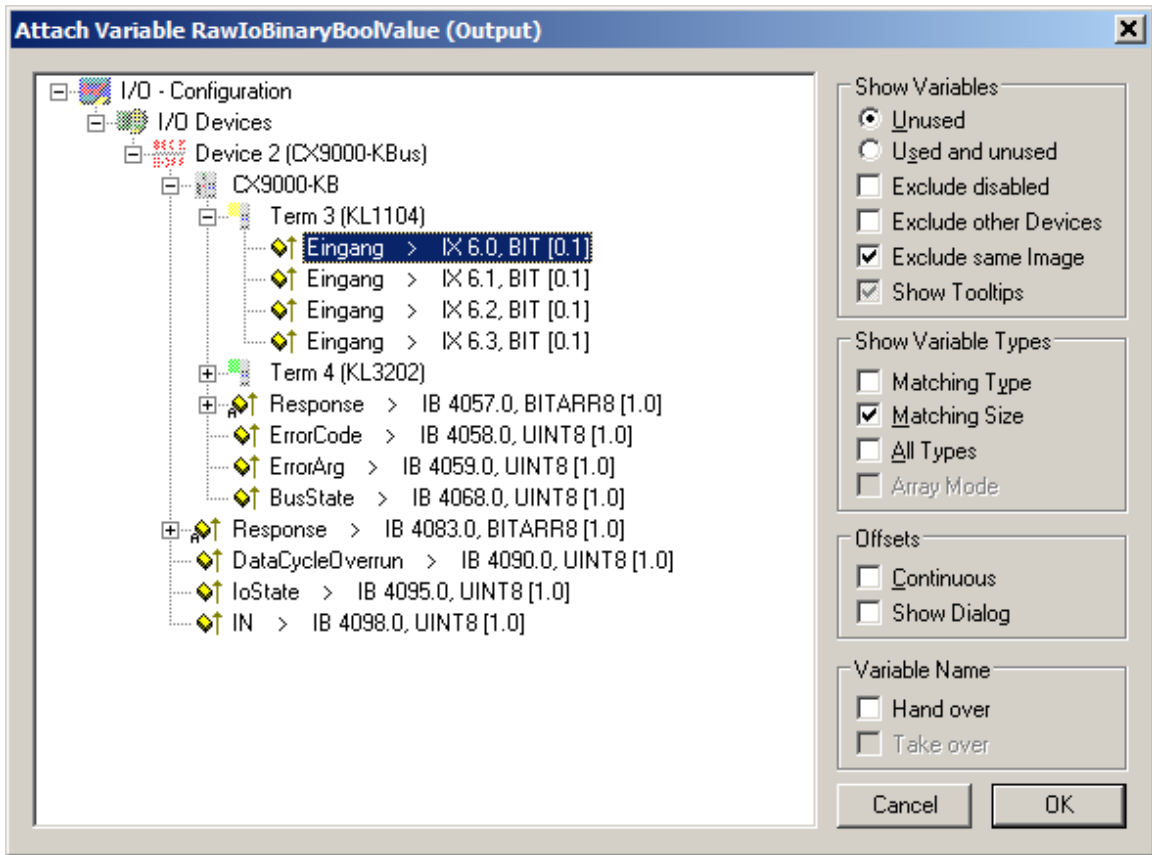 Attach Variable RawIoBinaryBoolValue (Output)
I/O - Configuration
I/O Devices
Device 2 (CX9000-KBus)
CX9000-KB
Term 3 (KL1104)
Eingang > IX 6.0, BIT [0.1]
Eingang > IX 6.1, BIT [0.1]
Eingang > IX 6.2, BIT [0.1]
Eingang > IX 6.3, BIT [0.1]
Term 4 (KL3202)
Response > IB 4057.0, BITARR8 [1.0]
ErrorCode > IB 4058.0, UINT8 [1.0]
ErrorArg > IB 4059.0, UINT8 [1.0]
BusState > IB 4068.0, UINT8 [1.0]
Response > IB 4083.0, BITARR8 [1.0]
DataCycleOverrun > IB 4090.0, UINT8 [1.0]
IoState > IB 4095.0, UINT8 [1.0]
IN > IB 4098.0, UINT8 [1.0]
Show Variables
Unused
Used and unused
Exclude disabled
Exclude other Devices
Exclude same Image
Show Tooltips
Show Variable Types
Matching Type
Matching Size
All Types
Array Mode
Offsets
Continuous
Show Dialog
Variable Name
Hand over
Take over
Cancel OK